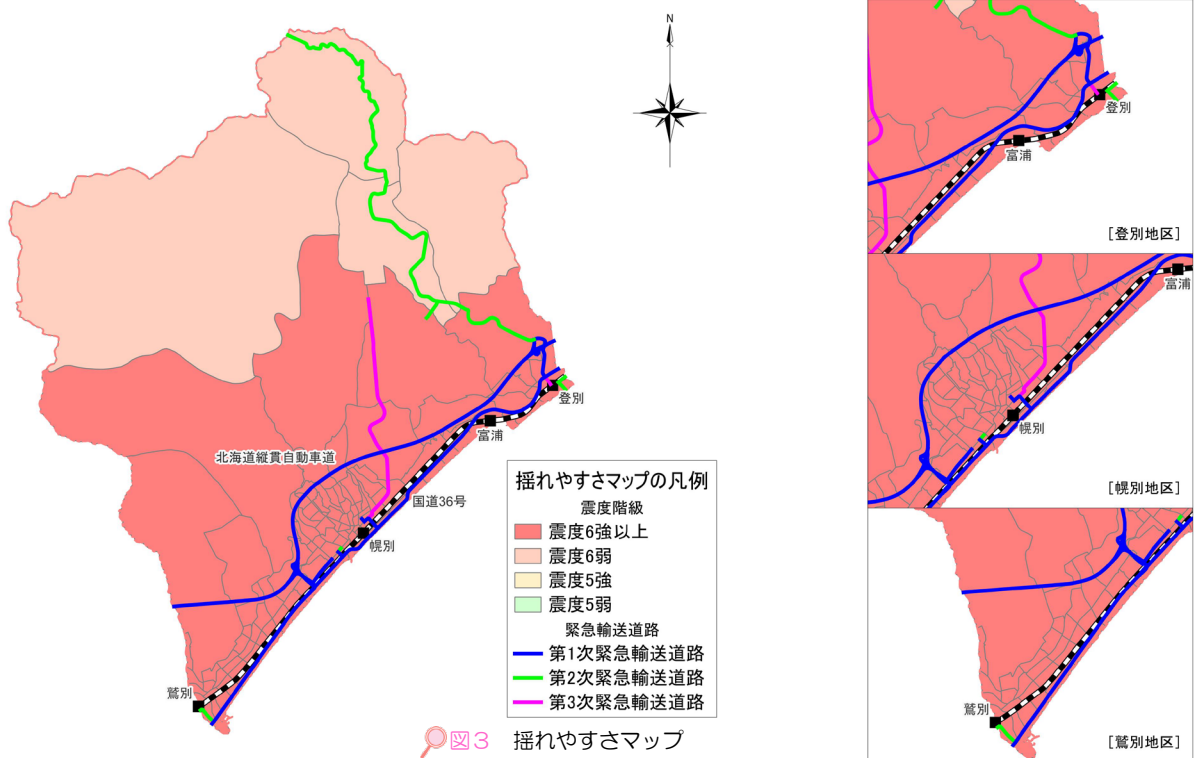 N
北海道縦貫自動車道
国道36号
登別
富浦
幌別
鷲別
揺れやすさマップの凡例
震度階級
震度6強以上
震度6弱
震度5強
震度5弱
緊急輸送道路
第1次緊急輸送道路
第2次緊急輸送道路
第3次緊急輸送道路
図3 揺れやすさマップ
登別
富浦
[登別地区]
富浦
幌別
[幌別地区]
鷲別
[鷲別地区]